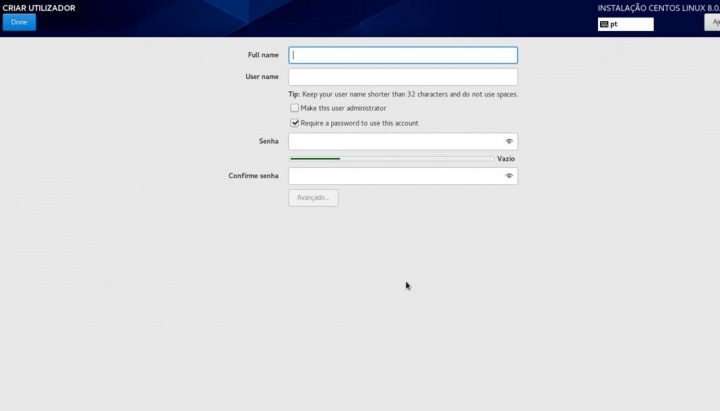 CRIAR UTILIZADOR
INSTALAÇÃO CENTOS LINUX 8.0.
Done
pt
Full name
User name
Tip: Keep your user name shorter than 32 characters and do not use spaces.
Make this user administrator
Require a password to use this account
Senha
Vazio
Confirme senha
Avançado...